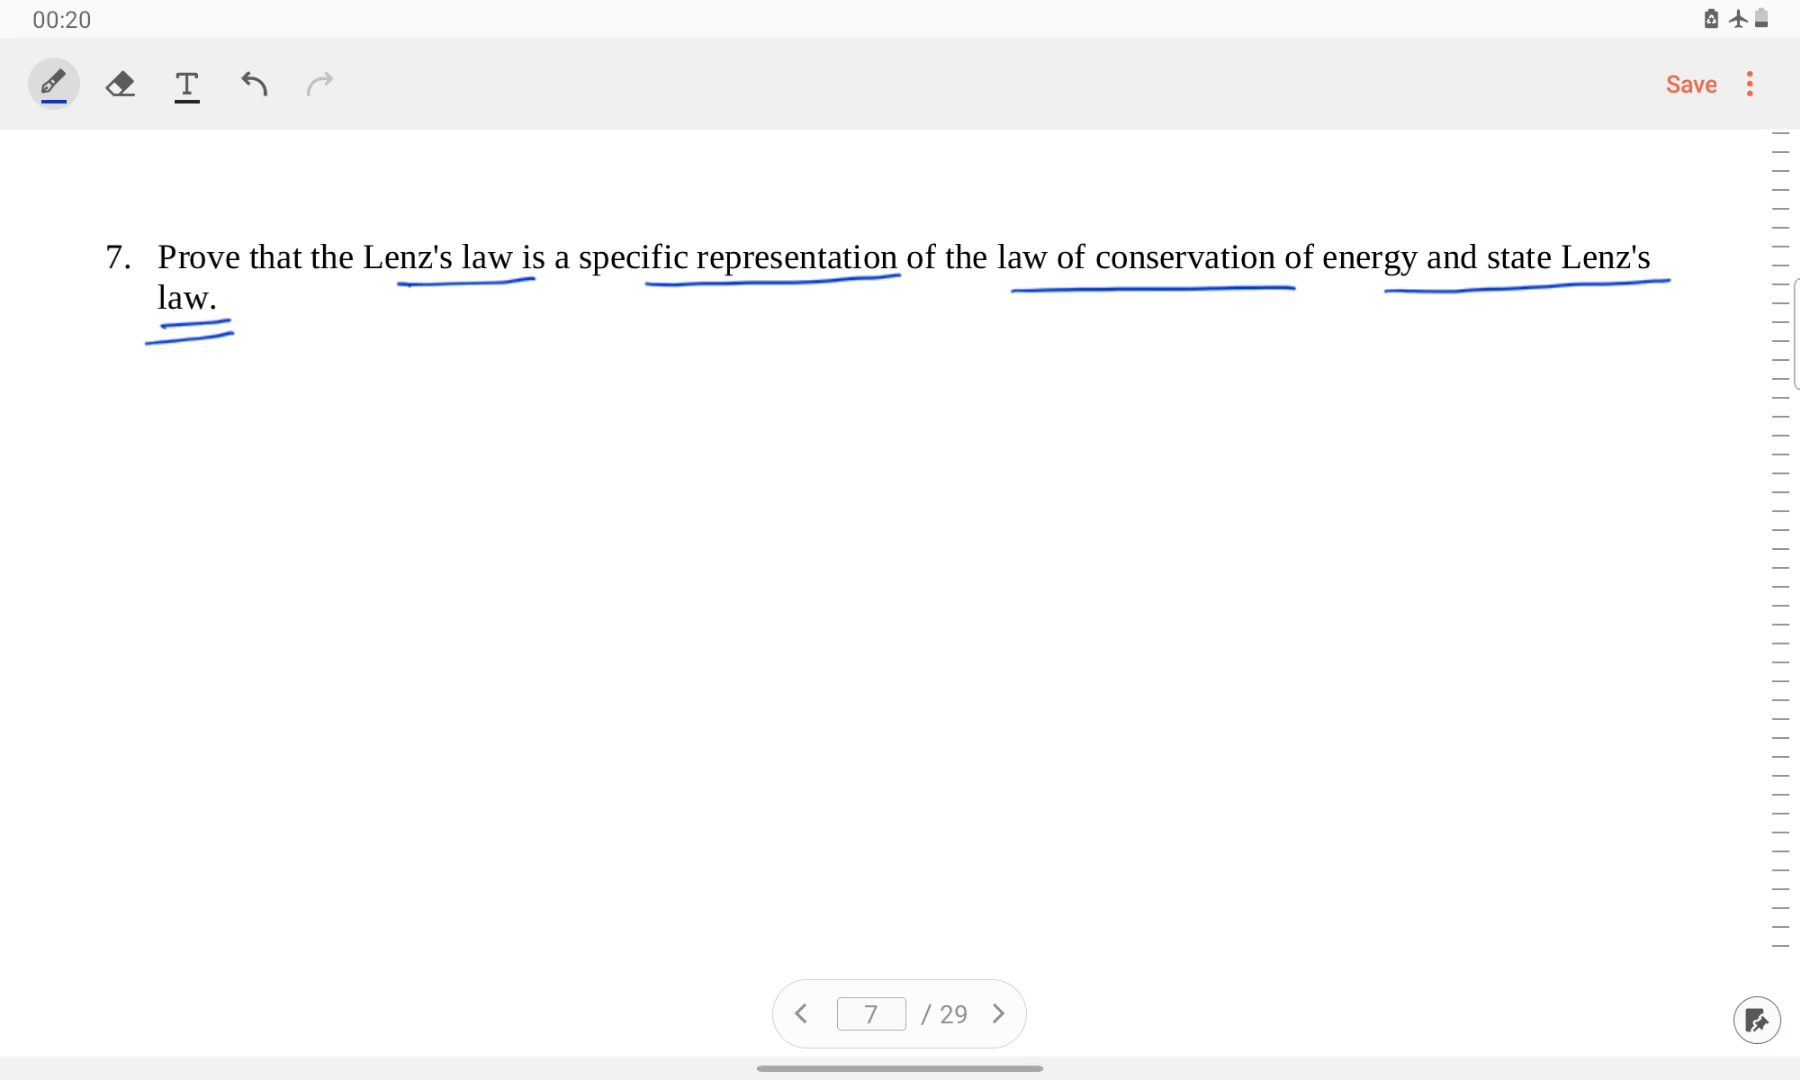 00:20
T
Save
7. Prove that the Lenz's law is a specific representation of the law of conservation of energy and state Lenz's
law.
7 / 29